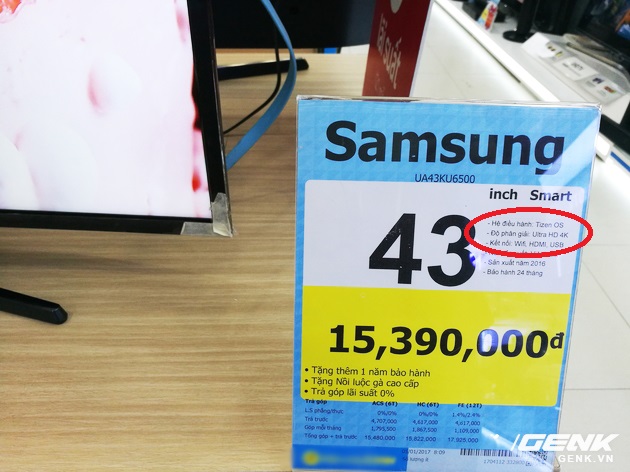 lãi suất
Samsung
UA43KU6500
inch Smart
43
- Hệ điều hành: Tizen OS
- Độ phân giải: Ultra HD 4K
- Kết nối: Wifi, HDMI, USB
- Sản xuất năm 2016
- Bảo hành 24 tháng
15,390,000đ
• Tặng thêm 1 năm bảo hành
• Tặng Nồi luộc gà cao cấp
• Trả góp lãi suất 0%
Trả góp ACS (6T) HC (6T) FE (12T)
L.S phẳng/thực. 0%/0% 0%/0% 1.4%/2.4%
Trả trước 4,707,000 4,617,000 4,617,000
Góp mỗi tháng 1,795,500 1,867,500 1,109,000
Tổng góp + trả trước 15,480,000 15,822,000 17,925,000
/01/2017 8:09
GENK
HTTP://GENK.VN